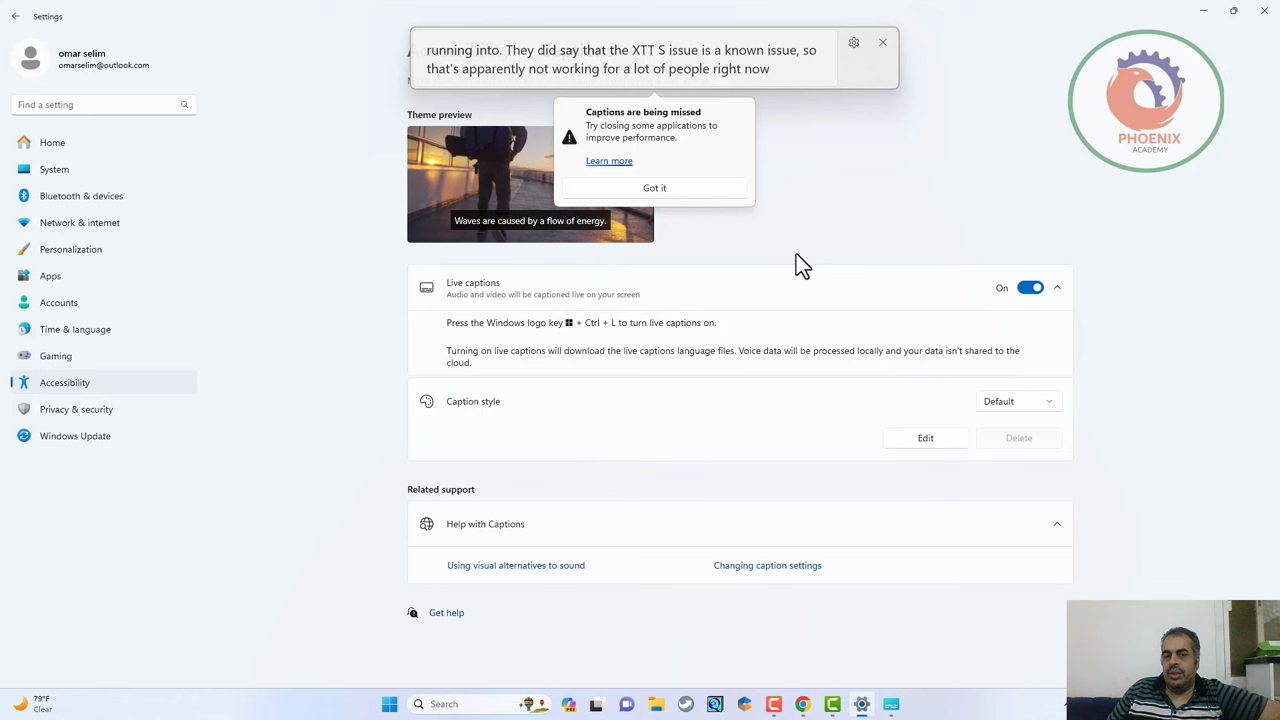 Settings
running into. They did say that the XTT S issue is a known issue, so
that's apparently not working for a lot of people right now
omar selim
omarselim@outlook.com
Find a setting
Home
System
Bluetooth & devices
Network & internet
Personalization
Apps
Accounts
Time & language
Gaming
Accessibility
Privacy & security
Windows Update
Theme preview
Captions are being missed
Try closing some applications to
improve performance.
Learn more
Got it
Waves are caused by a flow of energy.
PHOENIX
ACADEMY
Live captions
Audio and video will be captioned live on your screen
On
Press the Windows logo key + Ctrl + L to turn live captions on.
Turning on live captions will download the live captions language files. Voice data will be processed locally and your data isn't shared to the
cloud.
Caption style
Default
Edit
Delete
Related support
Help with Captions
Using visual alternatives to sound
Changing caption settings
Get help
79°F
Clear
Search